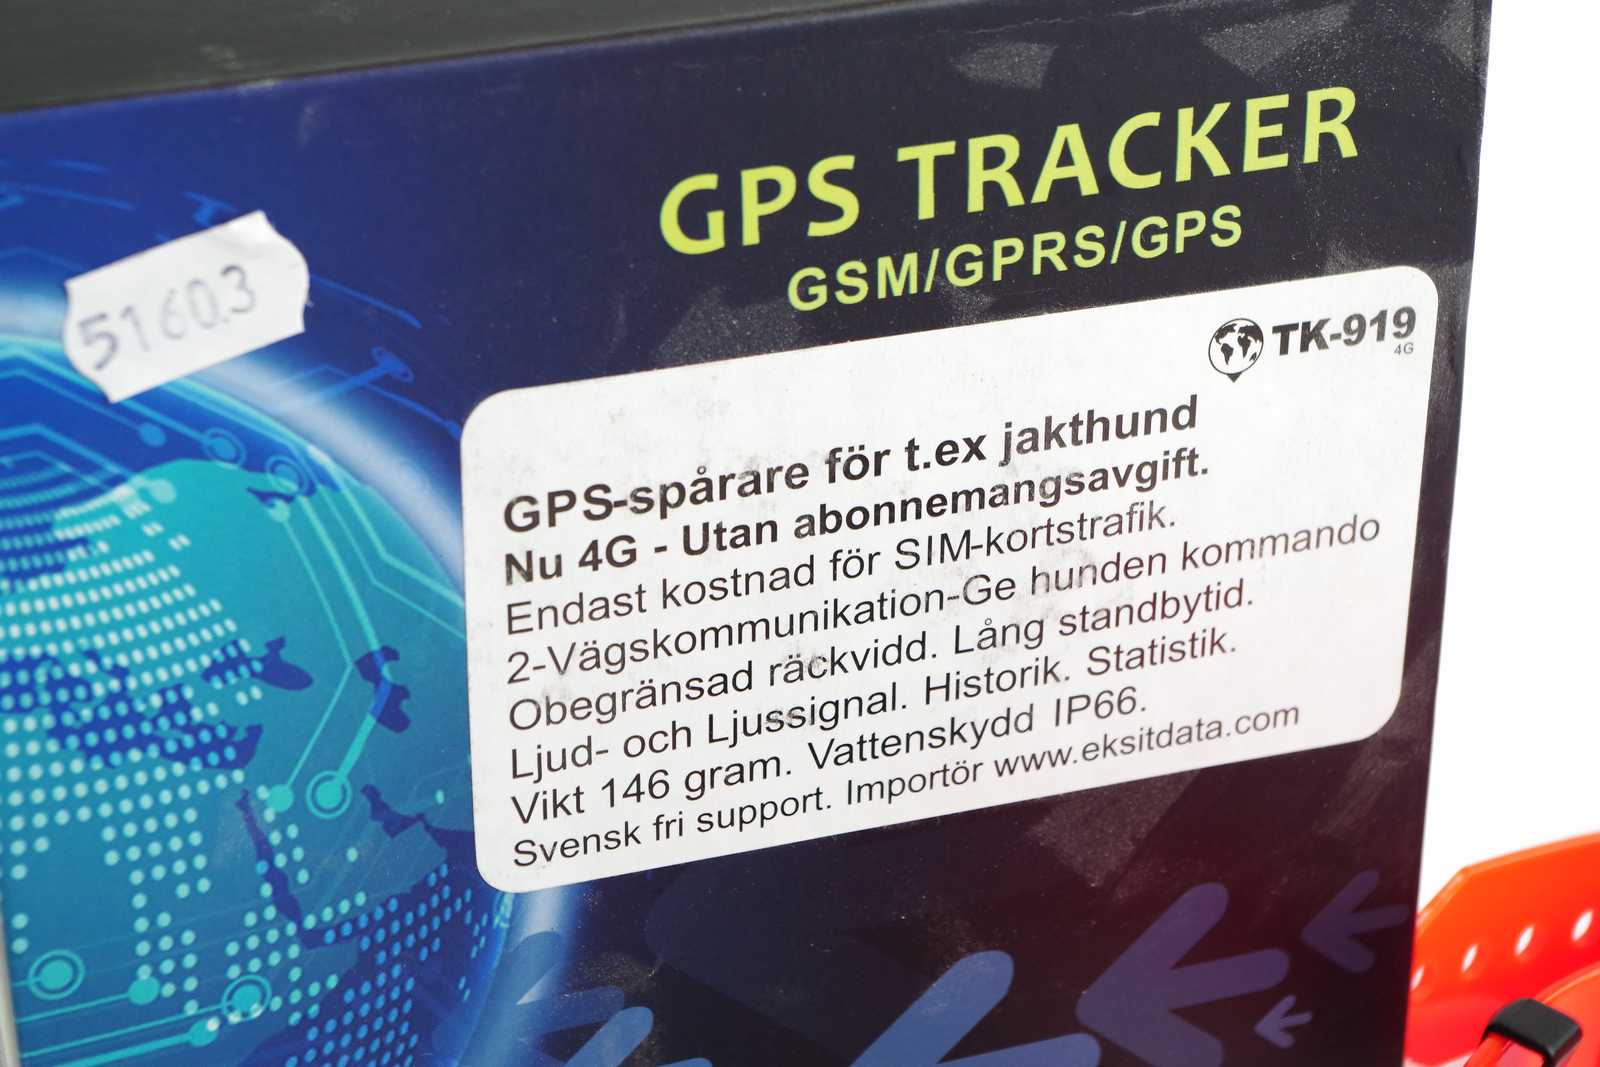 GPS TRACKER
GSM/GPRS/GPS
51603
TK-919
4G
GPS-spårare för t.ex jakthund
Nu 4G - Utan abonnemangsavgift.
Endast kostnad för SIM-kortstrafik.
2-Vägskommunikation-Ge hunden kommando
Obegränsad räckvidd. Lång standbytid.
Ljud- och Ljussignal. Historik. Statistik.
Vikt 146 gram. Vattenskydd IP66.
Svensk fri support. Importör www.eksitdata.com